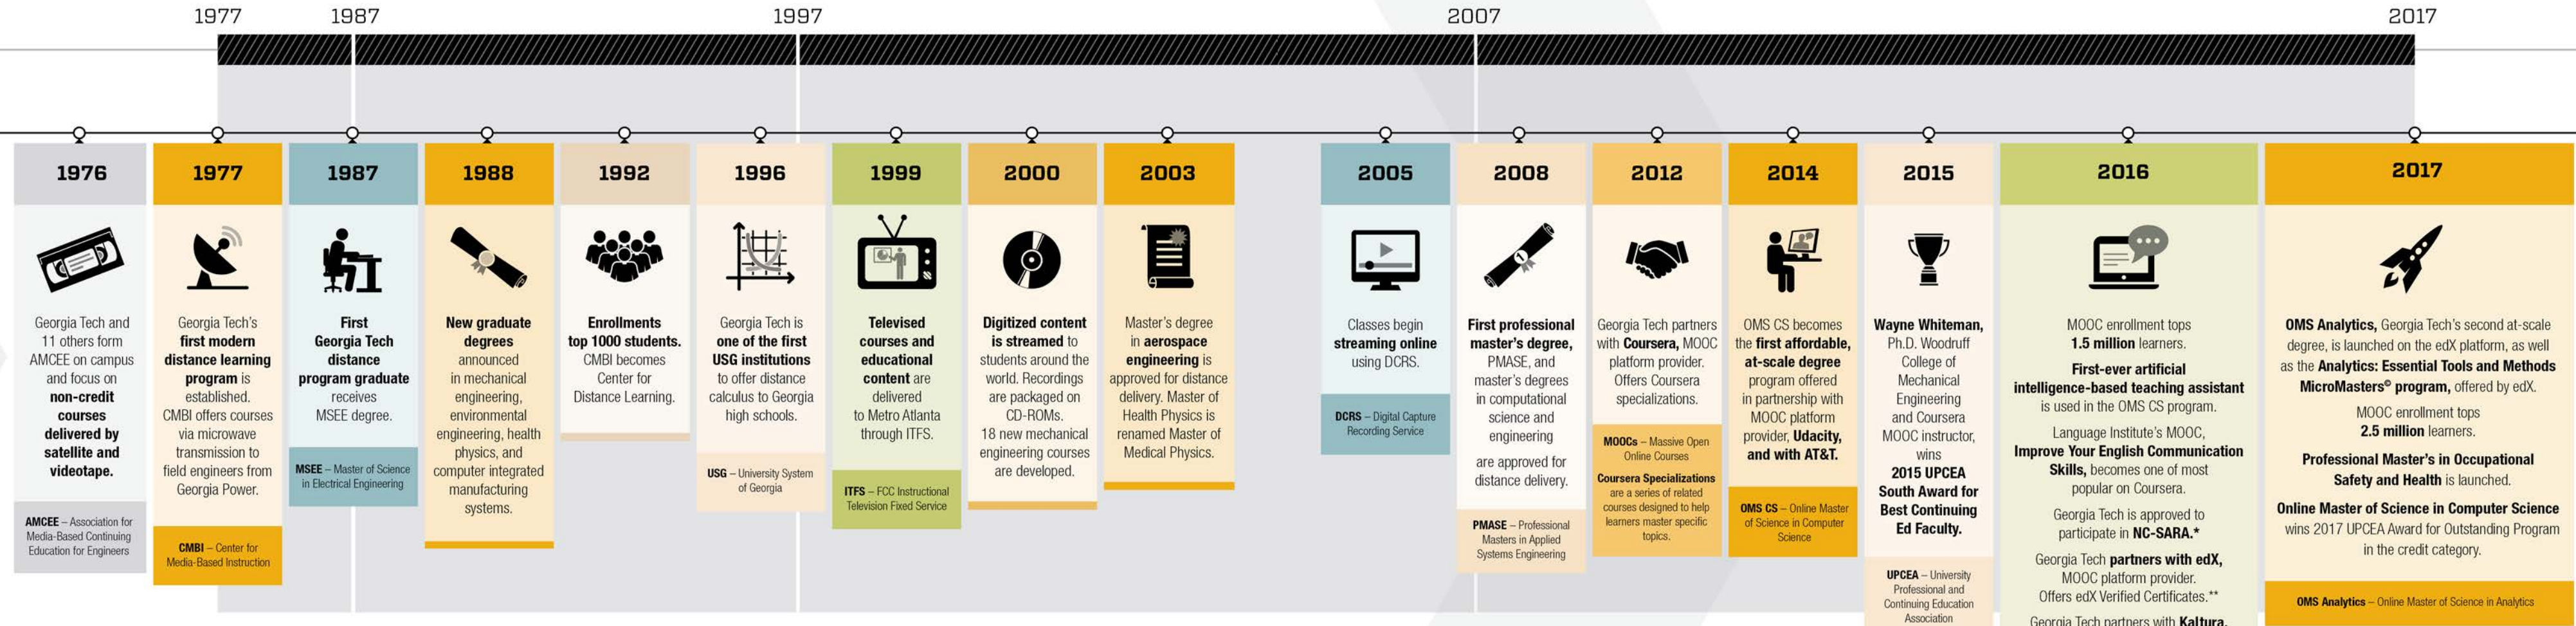 1977
1987
1997
2007
2017
1976
Georgia Tech and
11 others form
AMCEE on campus
and focus on
non-credit
courses
delivered by
satellite and
videotape.
AMCEE – Association for
Media-Based Continuing
Education for Engineers
1977
Georgia Tech's
first modern
distance learning
program is
established.
CMBI offers courses
via microwave
transmission to
field engineers from
Georgia Power.
CMBI – Center for
Media-Based Instruction
1987
First
Georgia Tech
distance
program graduate
receives
MSEE degree.
MSEE – Master of Science
in Electrical Engineering
1988
New graduate
degrees
announced
in mechanical
engineering,
environmental
engineering, health
physics, and
computer integrated
manufacturing
systems.
1992
Enrollments
top 1000 students.
CMBI becomes
Center for
Distance Learning.
1996
Georgia Tech is
one of the first
USG institutions
to offer distance
calculus to Georgia
high schools.
USG – University System
of Georgia
1999
Televised
courses and
educational
content are
delivered
to Metro Atlanta
through ITFS.
ITFS – FCC Instructional
Television Fixed Service
2000
Digitized content
is streamed to
students around the
world. Recordings
are packaged on
CD-ROMs.
18 new mechanical
engineering courses
are developed.
2003
Master's degree
in aerospace
engineering is
approved for distance
delivery. Master of
Health Physics is
renamed Master of
Medical Physics.
2005
Classes begin
streaming online
using DCRS.
DCRS – Digital Capture
Recording Service
2008
First professional
master's degree,
PMASE, and
master's degrees
in computational
science and
engineering
are approved for
distance delivery.
PMASE – Professional
Masters in Applied
Systems Engineering
2012
Georgia Tech partners
with Coursera, MOOC
platform provider.
Offers Coursera
specializations.
MOOCs – Massive Open
Online Courses
Coursera Specializations
are a series of related
courses designed to help
learners master specific
topics.
2014
OMS CS becomes
the first affordable,
at-scale degree
program offered
in partnership with
MOOC platform
provider, Udacity,
and with AT&T.
OMS CS – Online Master
of Science in Computer
Science
2015
Wayne Whiteman,
Ph.D. Woodruff
College of
Mechanical
Engineering
and Coursera
MOOC instructor,
wins
2015 UPCEA
South Award for
Best Continuing
Ed Faculty.
UPCEA – University
Professional and
Continuing Education
Association
2016
MOOC enrollment tops
1.5 million learners.
First-ever artificial
intelligence-based teaching assistant
is used in the OMS CS program.
Language Institute's MOOC,
Improve Your English Communication
Skills, becomes one of most
popular on Coursera.
Georgia Tech is approved to
participate in NC-SARA.*
Georgia Tech partners with edX,
MOOC platform provider.
Offers edX Verified Certificates.**
Georgia Tech partners with Kaltura,
2017
OMS Analytics, Georgia Tech's second at-scale
degree, is launched on the edX platform, as well
as the Analytics: Essential Tools and Methods
MicroMasters© program, offered by edX.
MOOC enrollment tops
2.5 million learners.
Professional Master's in Occupational
Safety and Health is launched.
Online Master of Science in Computer Science
wins 2017 UPCEA Award for Outstanding Program
in the credit category.
OMS Analytics – Online Master of Science in Analytics